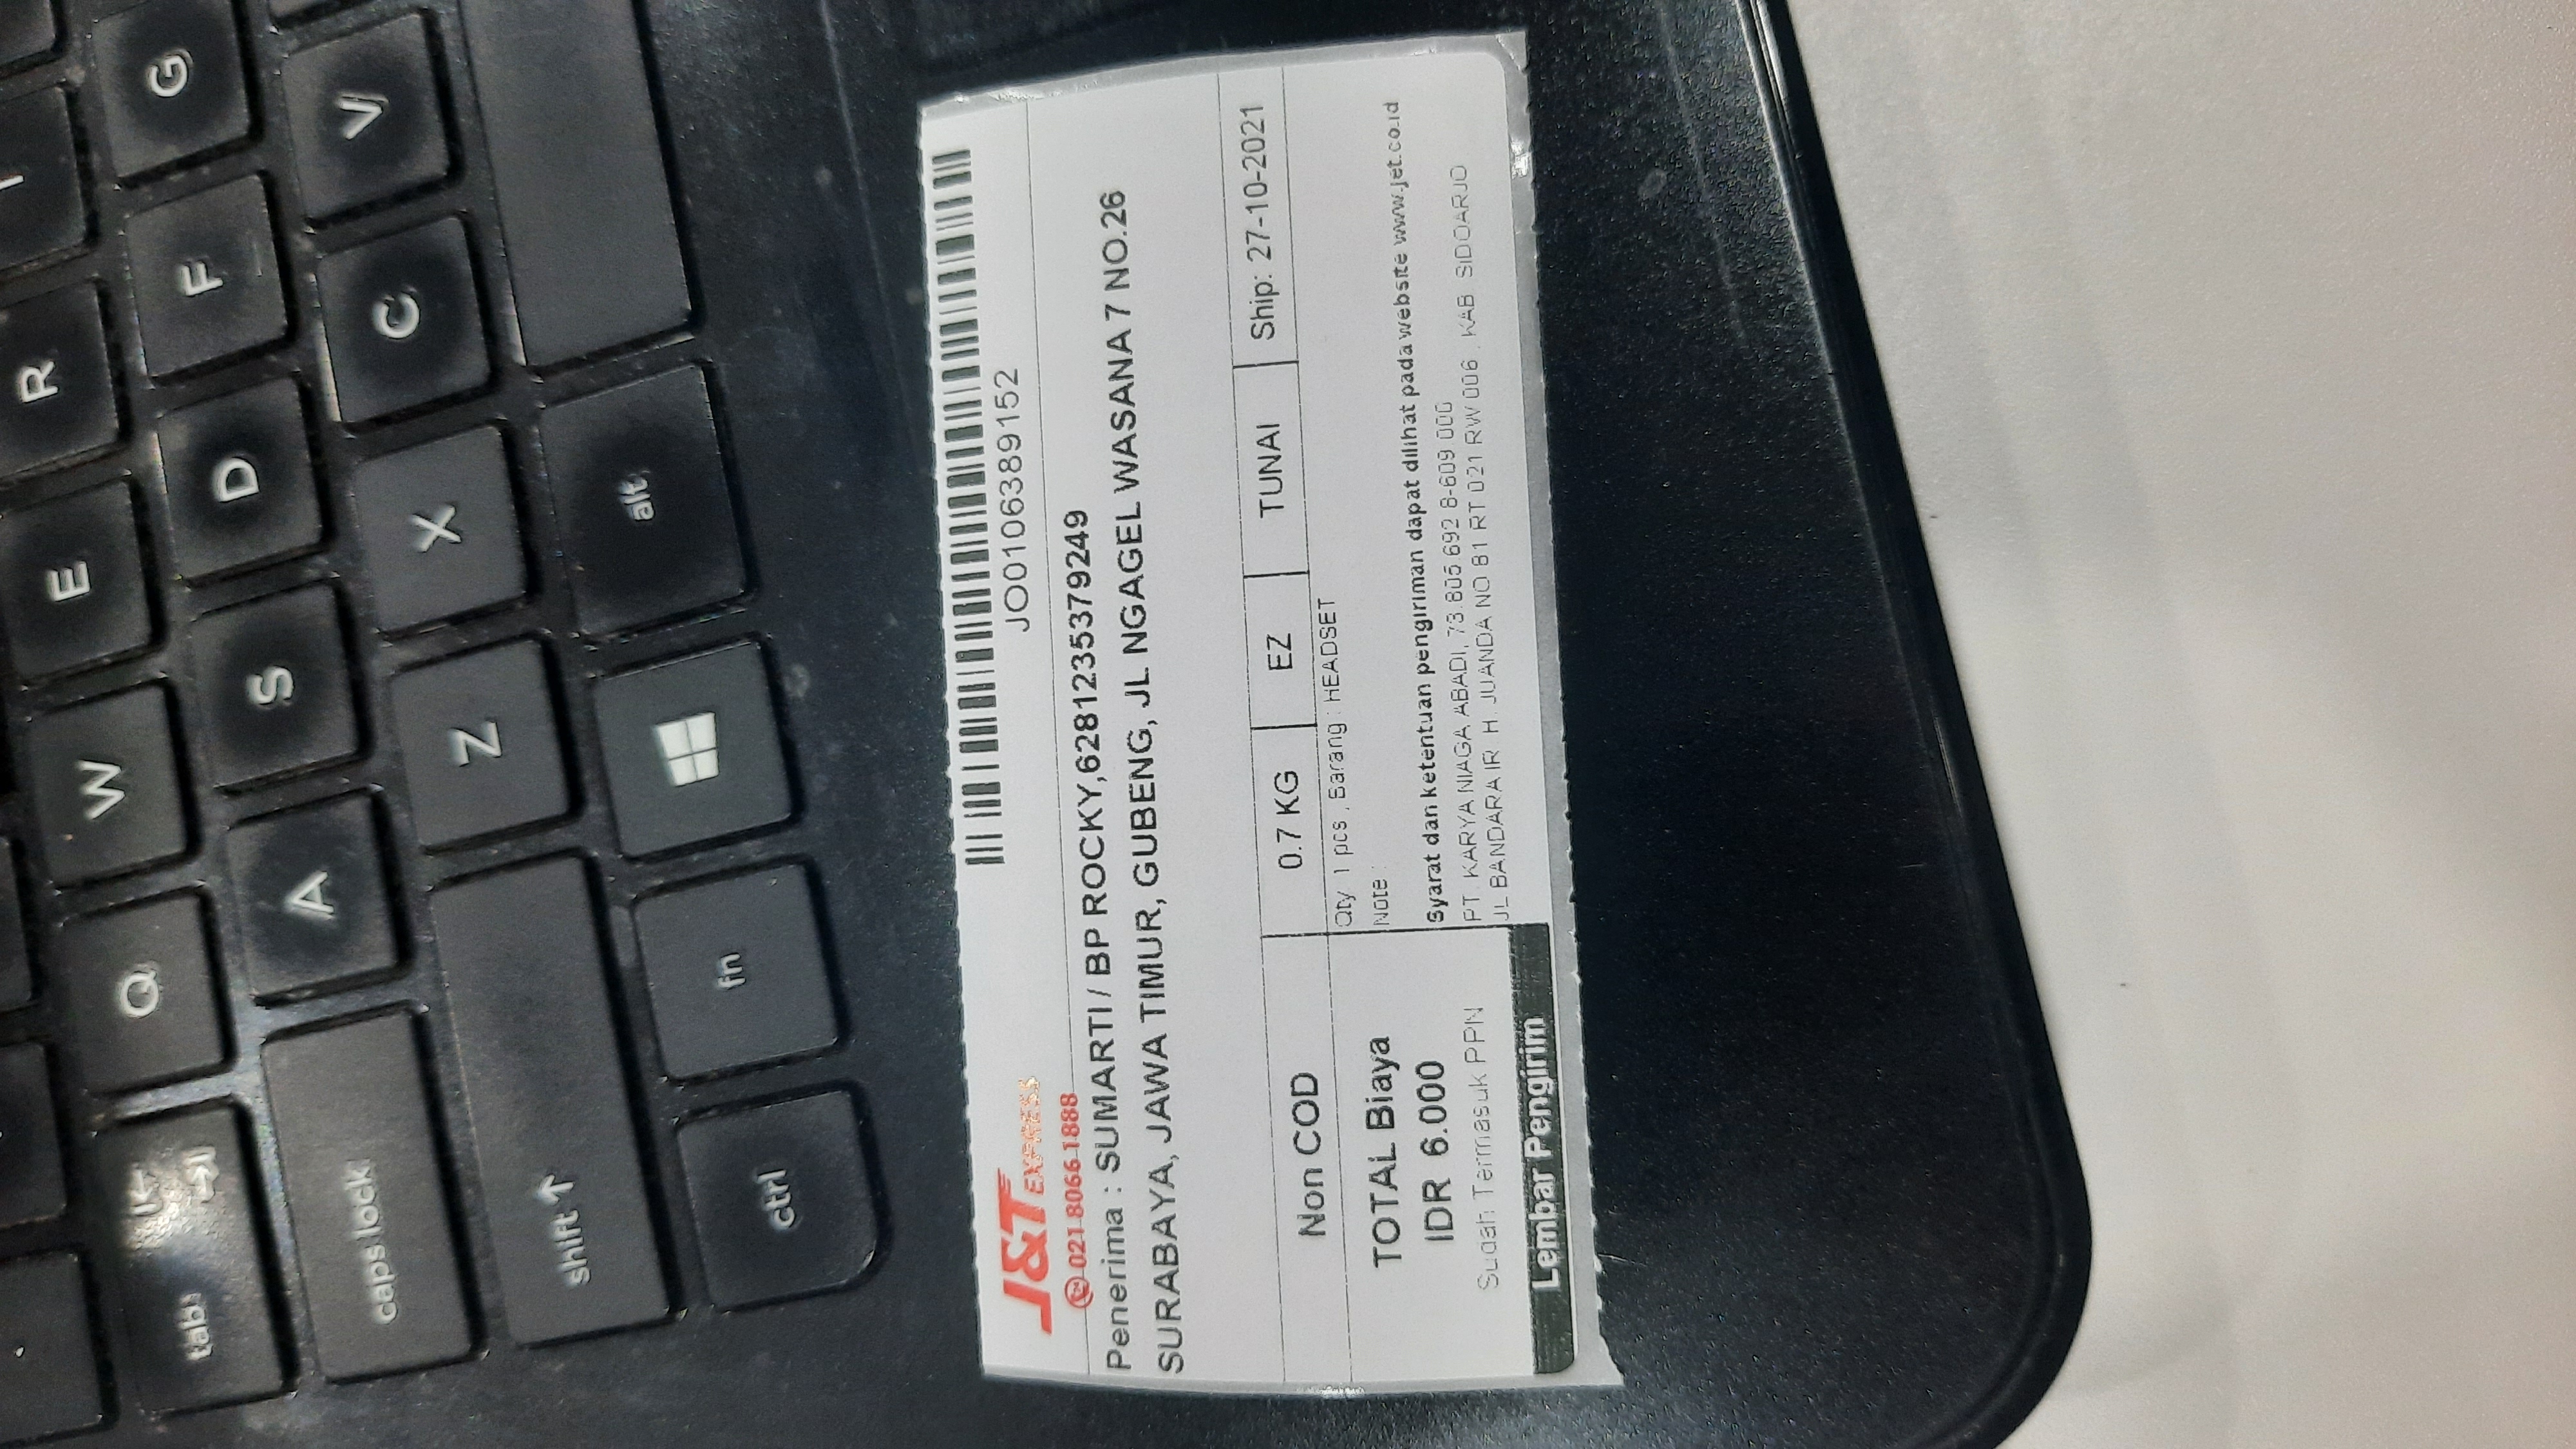 Q W E R
tab
A S D F G
caps lock
Z X C V
shift
ctrl fn alt
J&T EXPRESS
JO0106389152
021 8066 1888
Penerima : SUMARTI / BP ROCKY,6281235379249
SURABAYA, JAWA TIMUR, GUBENG, JL NGAGEL WASANA 7 NO.26
Non COD 0.7 KG EZ TUNAI Ship: 27-10-2021
Qty 1 pcs , Barang : HEADSET
Note :
TOTAL Biaya
IDR 6.000
Sudah Termasuk PPN
Syarat dan ketentuan pengiriman dapat dilihat pada website www.jet.co.id
PT. KARYA NIAGA ABADI, 73.805.692.8-609.000
JL BANDARA IR. H. JUANDA NO 81 RT 021 RW 006 , KAB. SIDOARJO
Lembar Pengirim